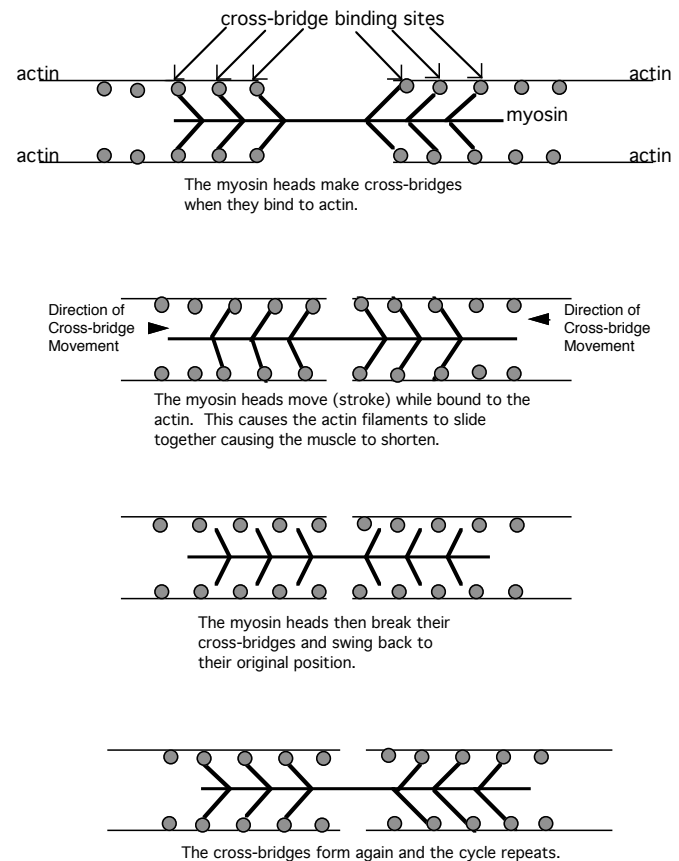 cross-bridge binding sites
actin
actin
myosin
actin
actin
The myosin heads make cross-bridges
when they bind to actin.
Direction of
Cross-bridge
Movement
Direction of
Cross-bridge
Movement
The myosin heads move (stroke) while bound to the
actin.  This causes the actin filaments to slide
together causing the muscle to shorten.
The myosin heads then break their
cross-bridges and swing back to
their original position.
The cross-bridges form again and the cycle repeats.